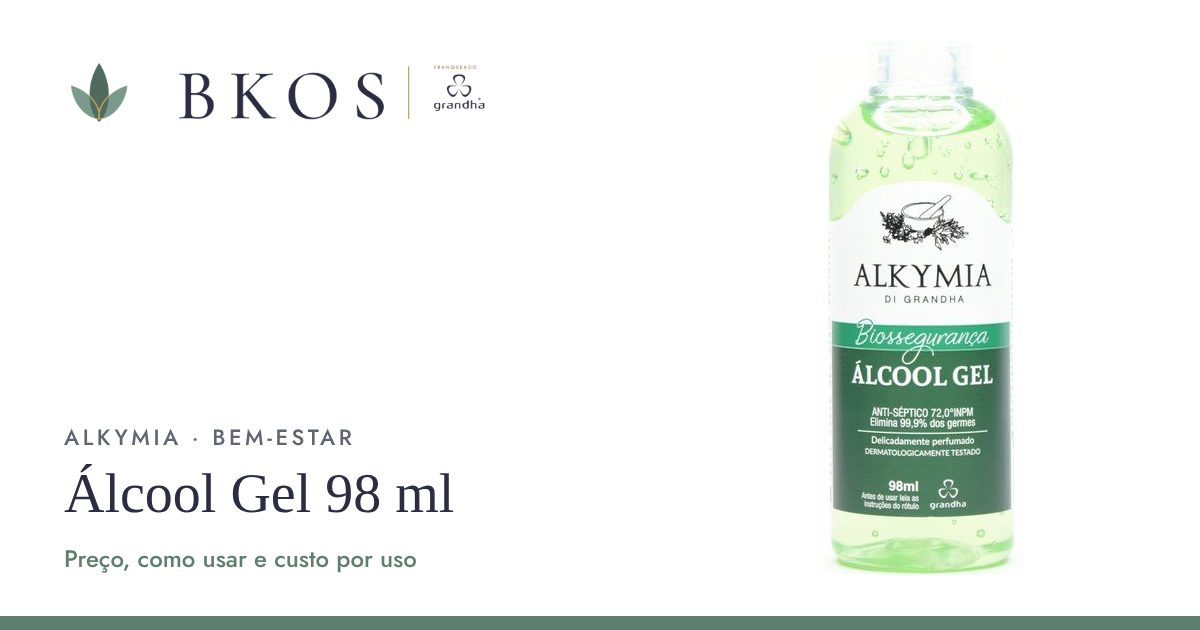 BKOS
FRANQUEADO
grandha
ALKYMIA · BEM-ESTAR
Álcool Gel 98 ml
Preço, como usar e custo por uso
ALKYMIA
DI GRANDHA
Biossegurança
ÁLCOOL GEL
ANTI-SÉPTICO 72,0°INPM
Elimina 99,9% dos germes
Delicadamente perfumado
DERMATOLOGICAMENTE TESTADO
98ml
Antes de usar leia as
instruções do rótulo
grandha